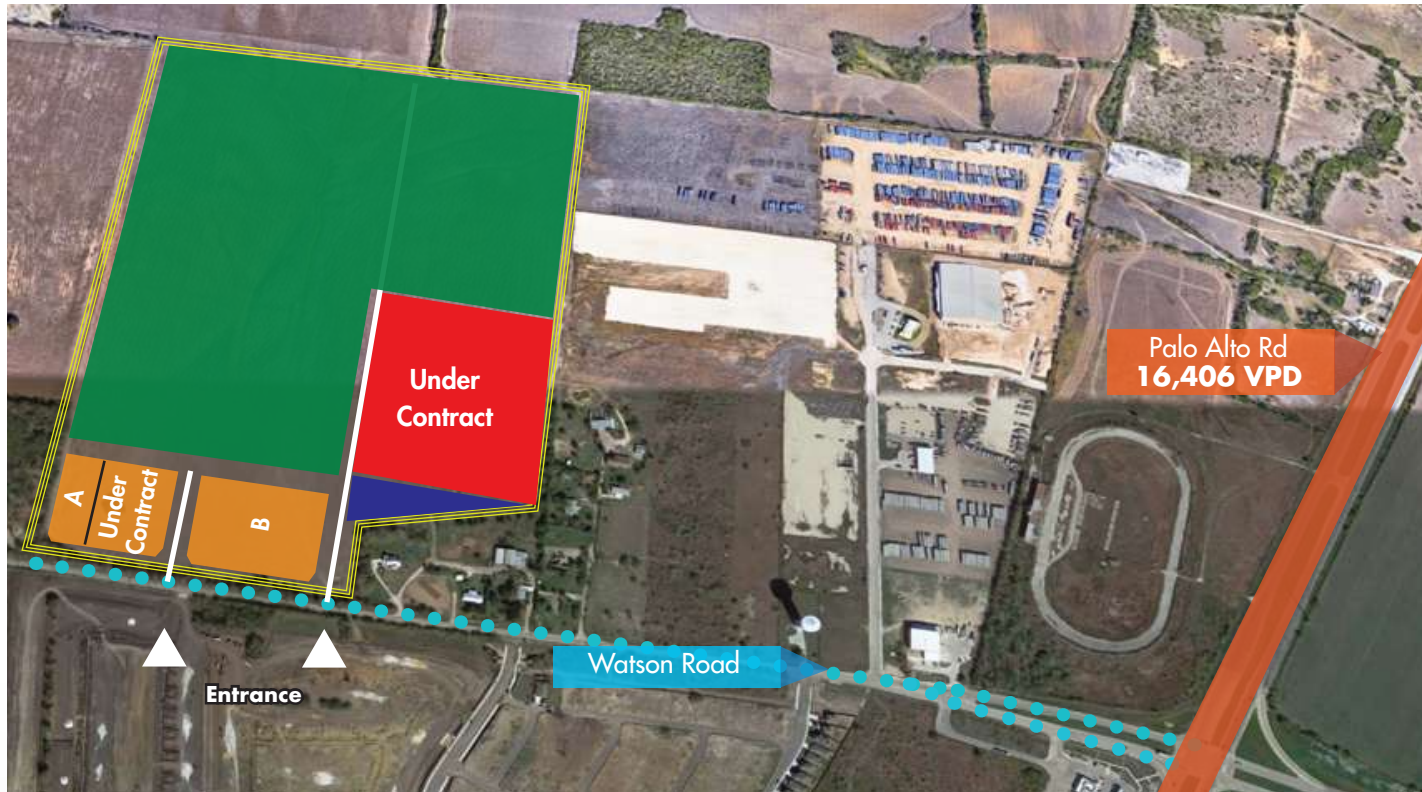 Palo Alto Rd
16,406 VPD
Under
Contract
A
Under
Contract
B
Watson Road
Entrance